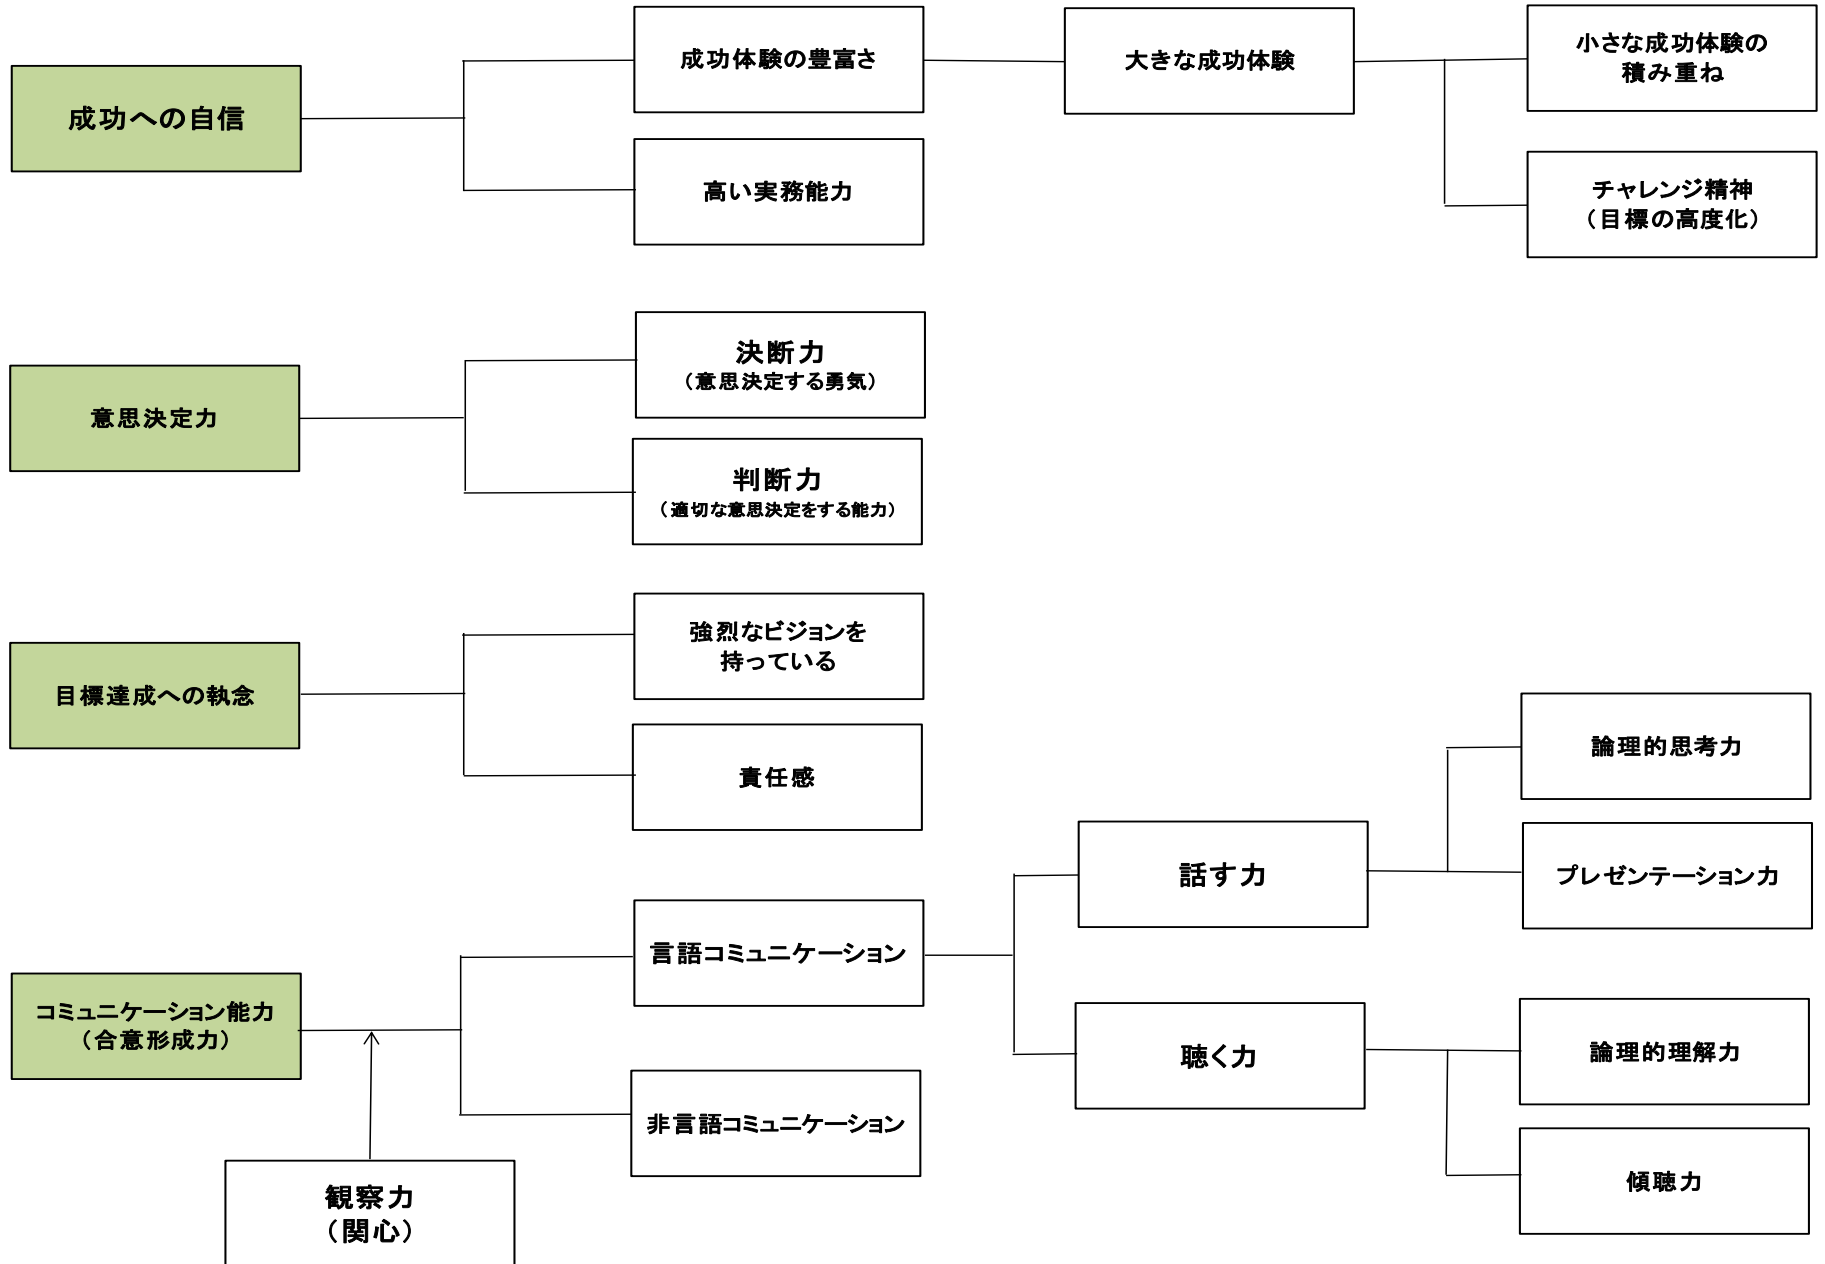 成功への自信
成功体験の豊富さ
大きな成功体験
小さな成功体験の
積み重ね
高い実務能力
チャレンジ精神
（目標の高度化）
意思決定力
決断力
（意思決定する勇気）
判断力
（適切な意思決定をする能力）
目標達成への執念
強烈なビジョンを
持っている
責任感
コミュニケーション能力
（合意形成力）
観察力
（関心）
言語コミュニケーション
非言語コミュニケーション
話す力
論理的思考力
プレゼンテーション力
聴く力
論理的理解力
傾聴力